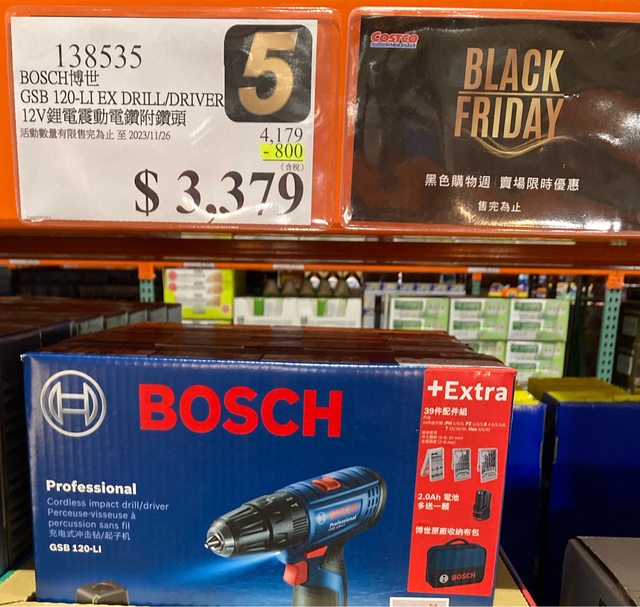 138535
5
BOSCH博世
GSB 120-LI EX DRILL/DRIVER
12V鋰電震動電鑽附鑽頭
活動數量有限售完為止 至 2023/11/26
4,179
-800
(含稅)
$ 3,379
COSTCO
WHOLESALE
BLACK
FRIDAY
黑色購物週 賣場限時優惠
售完為止
BOSCH
Professional
Cordless impact drill/driver
Perceuse-visseuse à
percussion sans fil
充电式冲击钻/起子机
GSB 120-LI
+Extra
39件配件組
2.0Ah 電池
多送一顆
博世原廠收納布包
BOSCH
BOSCH
Professional